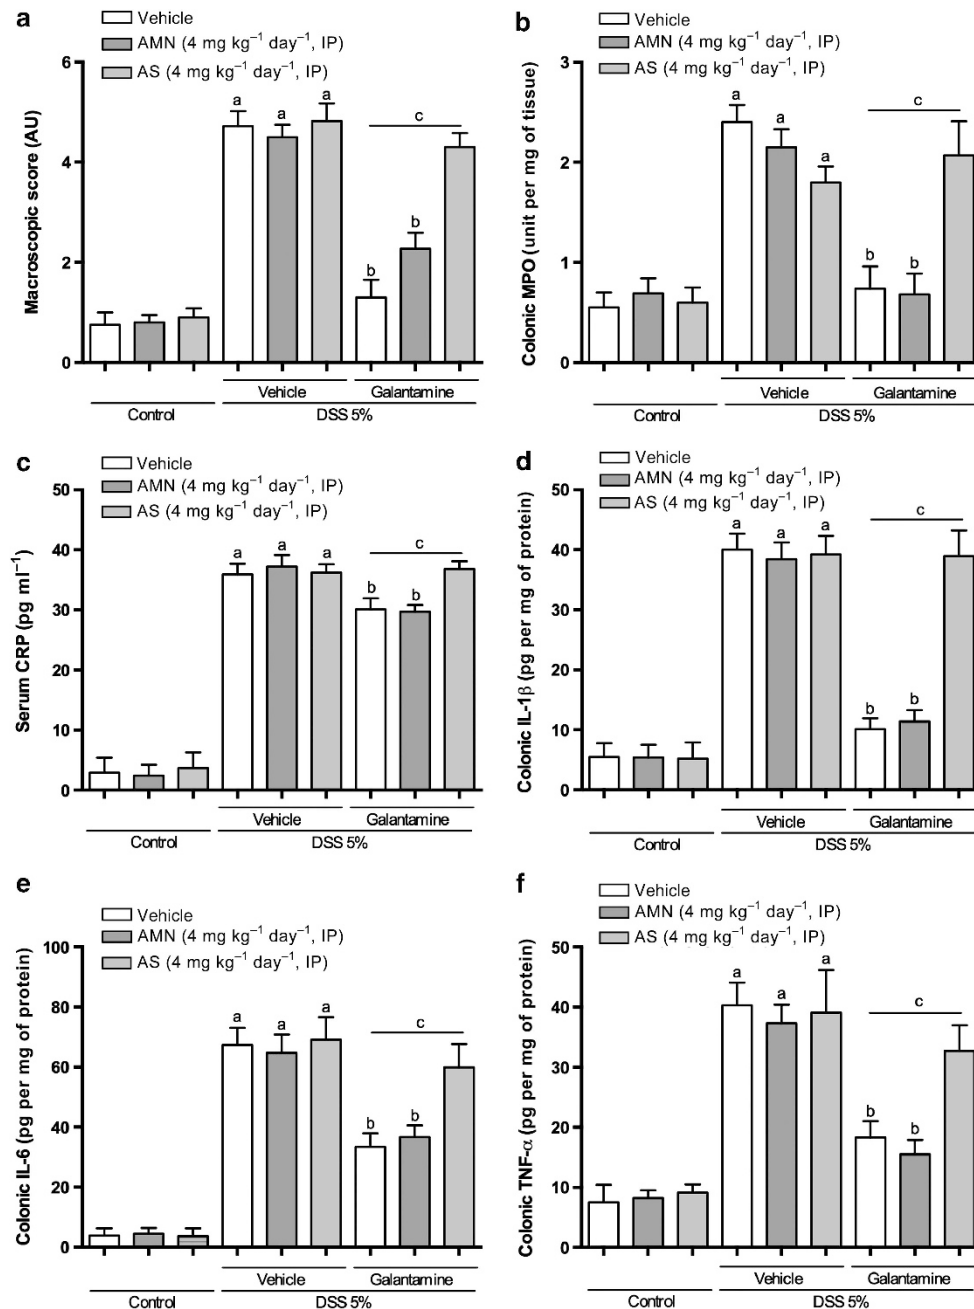 a
Vehicle
AMN (4 mg kg⁻¹ day⁻¹, IP)
AS (4 mg kg⁻¹ day⁻¹, IP)
Macroscopic score (AU)
6
4
2
0
a a a
c
b b
Vehicle Galantamine
Control DSS 5%
b
Vehicle
AMN (4 mg kg⁻¹ day⁻¹, IP)
AS (4 mg kg⁻¹ day⁻¹, IP)
Colonic MPO (unit per mg of tissue)
3
2
1
0
a a a
c
b b
Vehicle Galantamine
Control DSS 5%
c
Vehicle
AMN (4 mg kg⁻¹ day⁻¹, IP)
AS (4 mg kg⁻¹ day⁻¹, IP)
Serum CRP (pg ml⁻¹)
50
40
30
20
10
0
a a a
c
b b
Vehicle Galantamine
Control DSS 5%
d
Vehicle
AMN (4 mg kg⁻¹ day⁻¹, IP)
AS (4 mg kg⁻¹ day⁻¹, IP)
Colonic IL-1β (pg per mg of protein)
50
40
30
20
10
0
a a a
c
b b
Vehicle Galantamine
Control DSS 5%
e
Vehicle
AMN (4 mg kg⁻¹ day⁻¹, IP)
AS (4 mg kg⁻¹ day⁻¹, IP)
Colonic IL-6 (pg per mg of protein)
100
80
60
40
20
0
a a a
c
b b
Vehicle Galantamine
Control DSS 5%
f
Vehicle
AMN (4 mg kg⁻¹ day⁻¹, IP)
AS (4 mg kg⁻¹ day⁻¹, IP)
Colonic TNF-α (pg per mg of protein)
50
40
30
20
10
0
a a a
c
b b
Vehicle Galantamine
Control DSS 5%